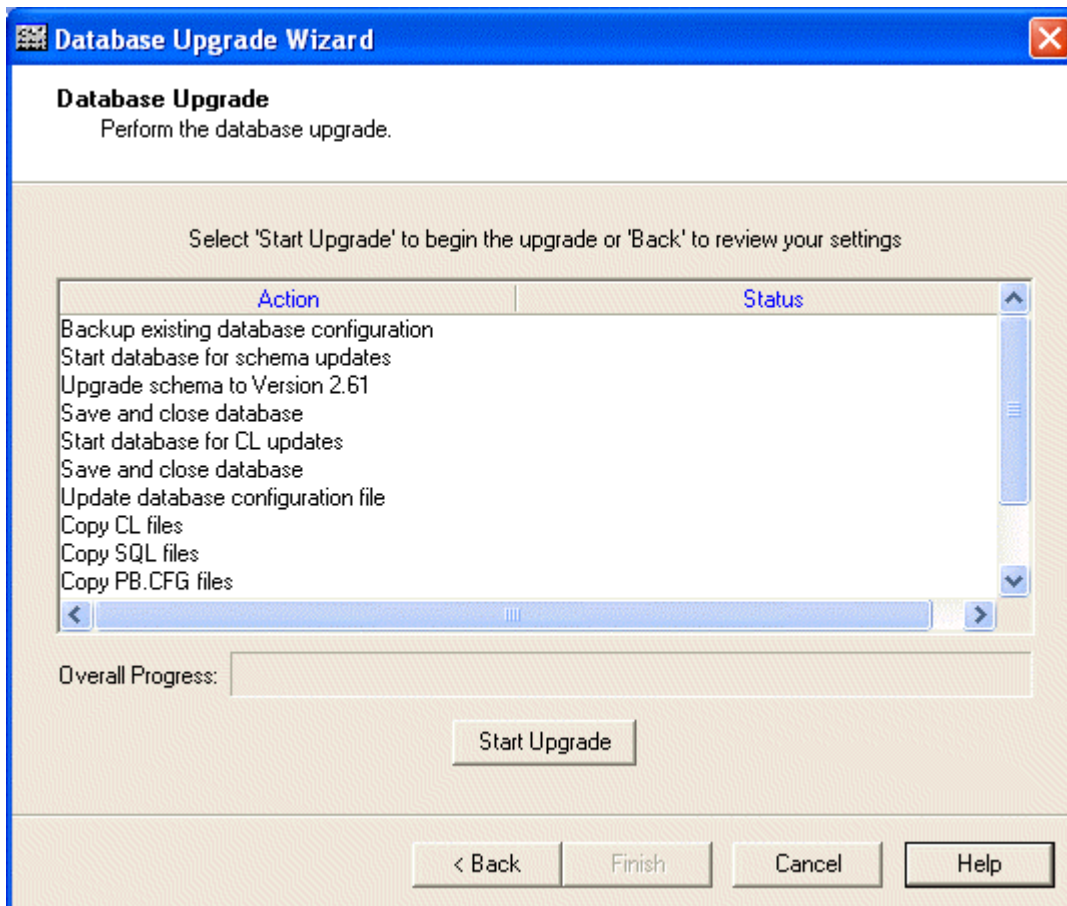 Database Upgrade Wizard
Database Upgrade
Perform the database upgrade.
Select 'Start Upgrade' to begin the upgrade or 'Back' to review your settings
Action Status
Backup existing database configuration
Start database for schema updates
Upgrade schema to Version 2.61
Save and close database
Start database for CL updates
Save and close database
Update database configuration file
Copy CL files
Copy SQL files
Copy PB.CFG files
Overall Progress:
Start Upgrade
< Back Finish Cancel Help